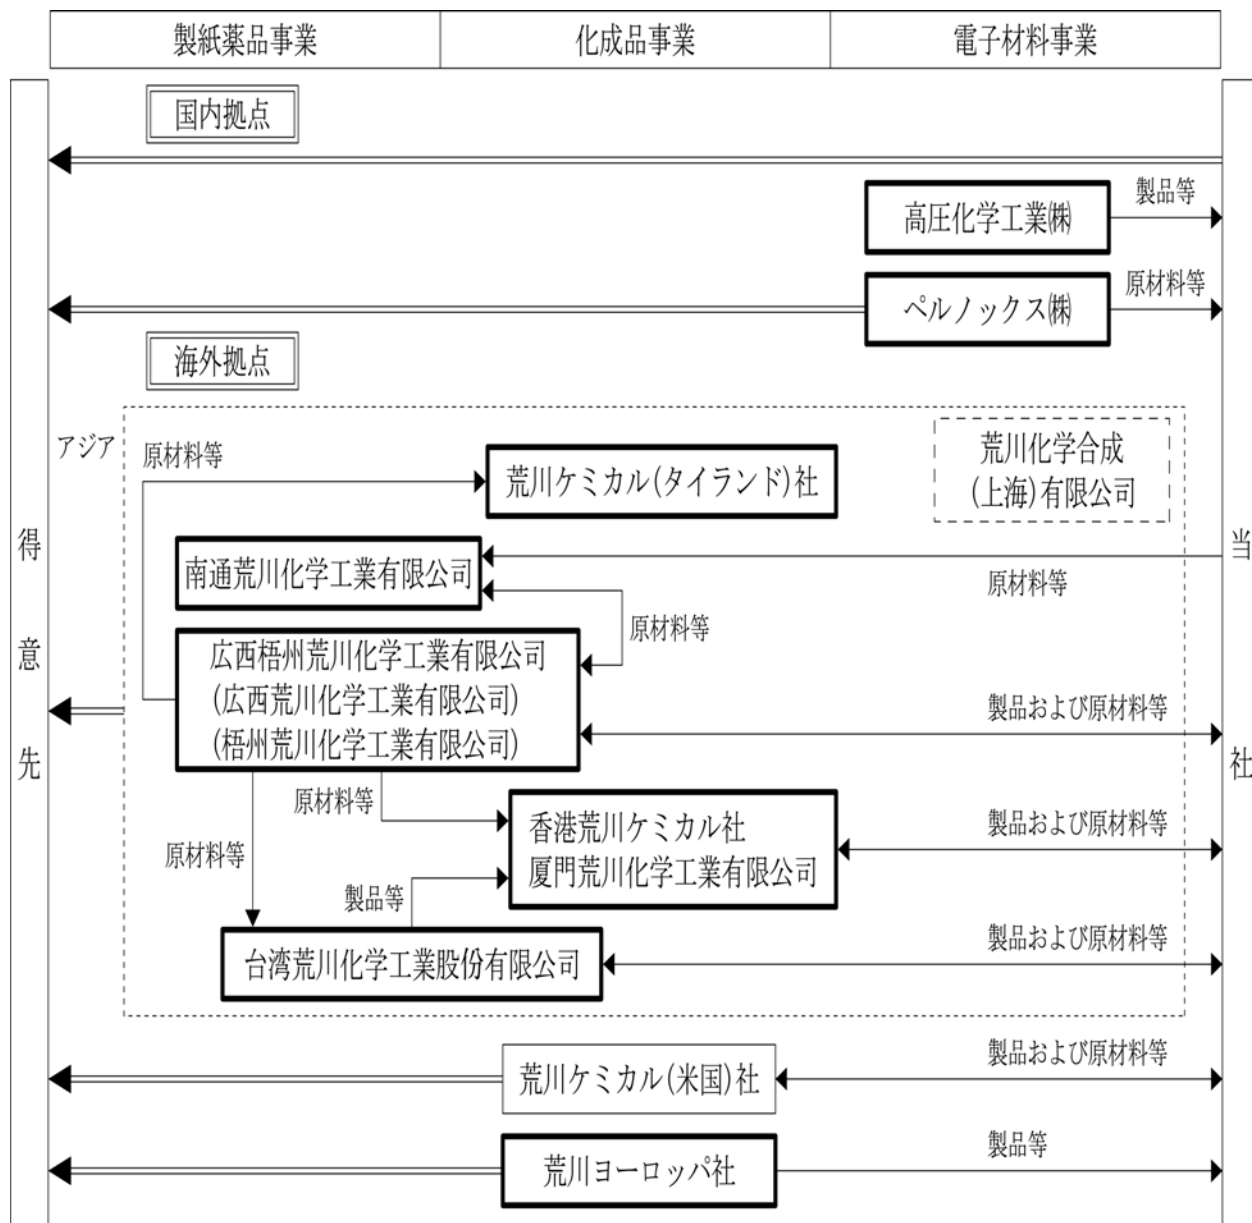 製紙薬品事業
化成品事業
電子材料事業
国内拠点
製品等
高圧化学工業㈱
原材料等
ペルノックス㈱
海外拠点
アジア
原材料等
荒川ケミカル(タイランド)社
荒川化学合成
(上海)有限公司
得意先
当社
南通荒川化学工業有限公司
原材料等
原材料等
広西梧州荒川化学工業有限公司
(広西荒川化学工業有限公司)
(梧州荒川化学工業有限公司)
製品および原材料等
原材料等
香港荒川ケミカル社
厦門荒川化学工業有限公司
製品および原材料等
原材料等
製品等
台湾荒川化学工業股份有限公司
製品および原材料等
荒川ケミカル(米国)社
製品および原材料等
荒川ヨーロッパ社
製品等